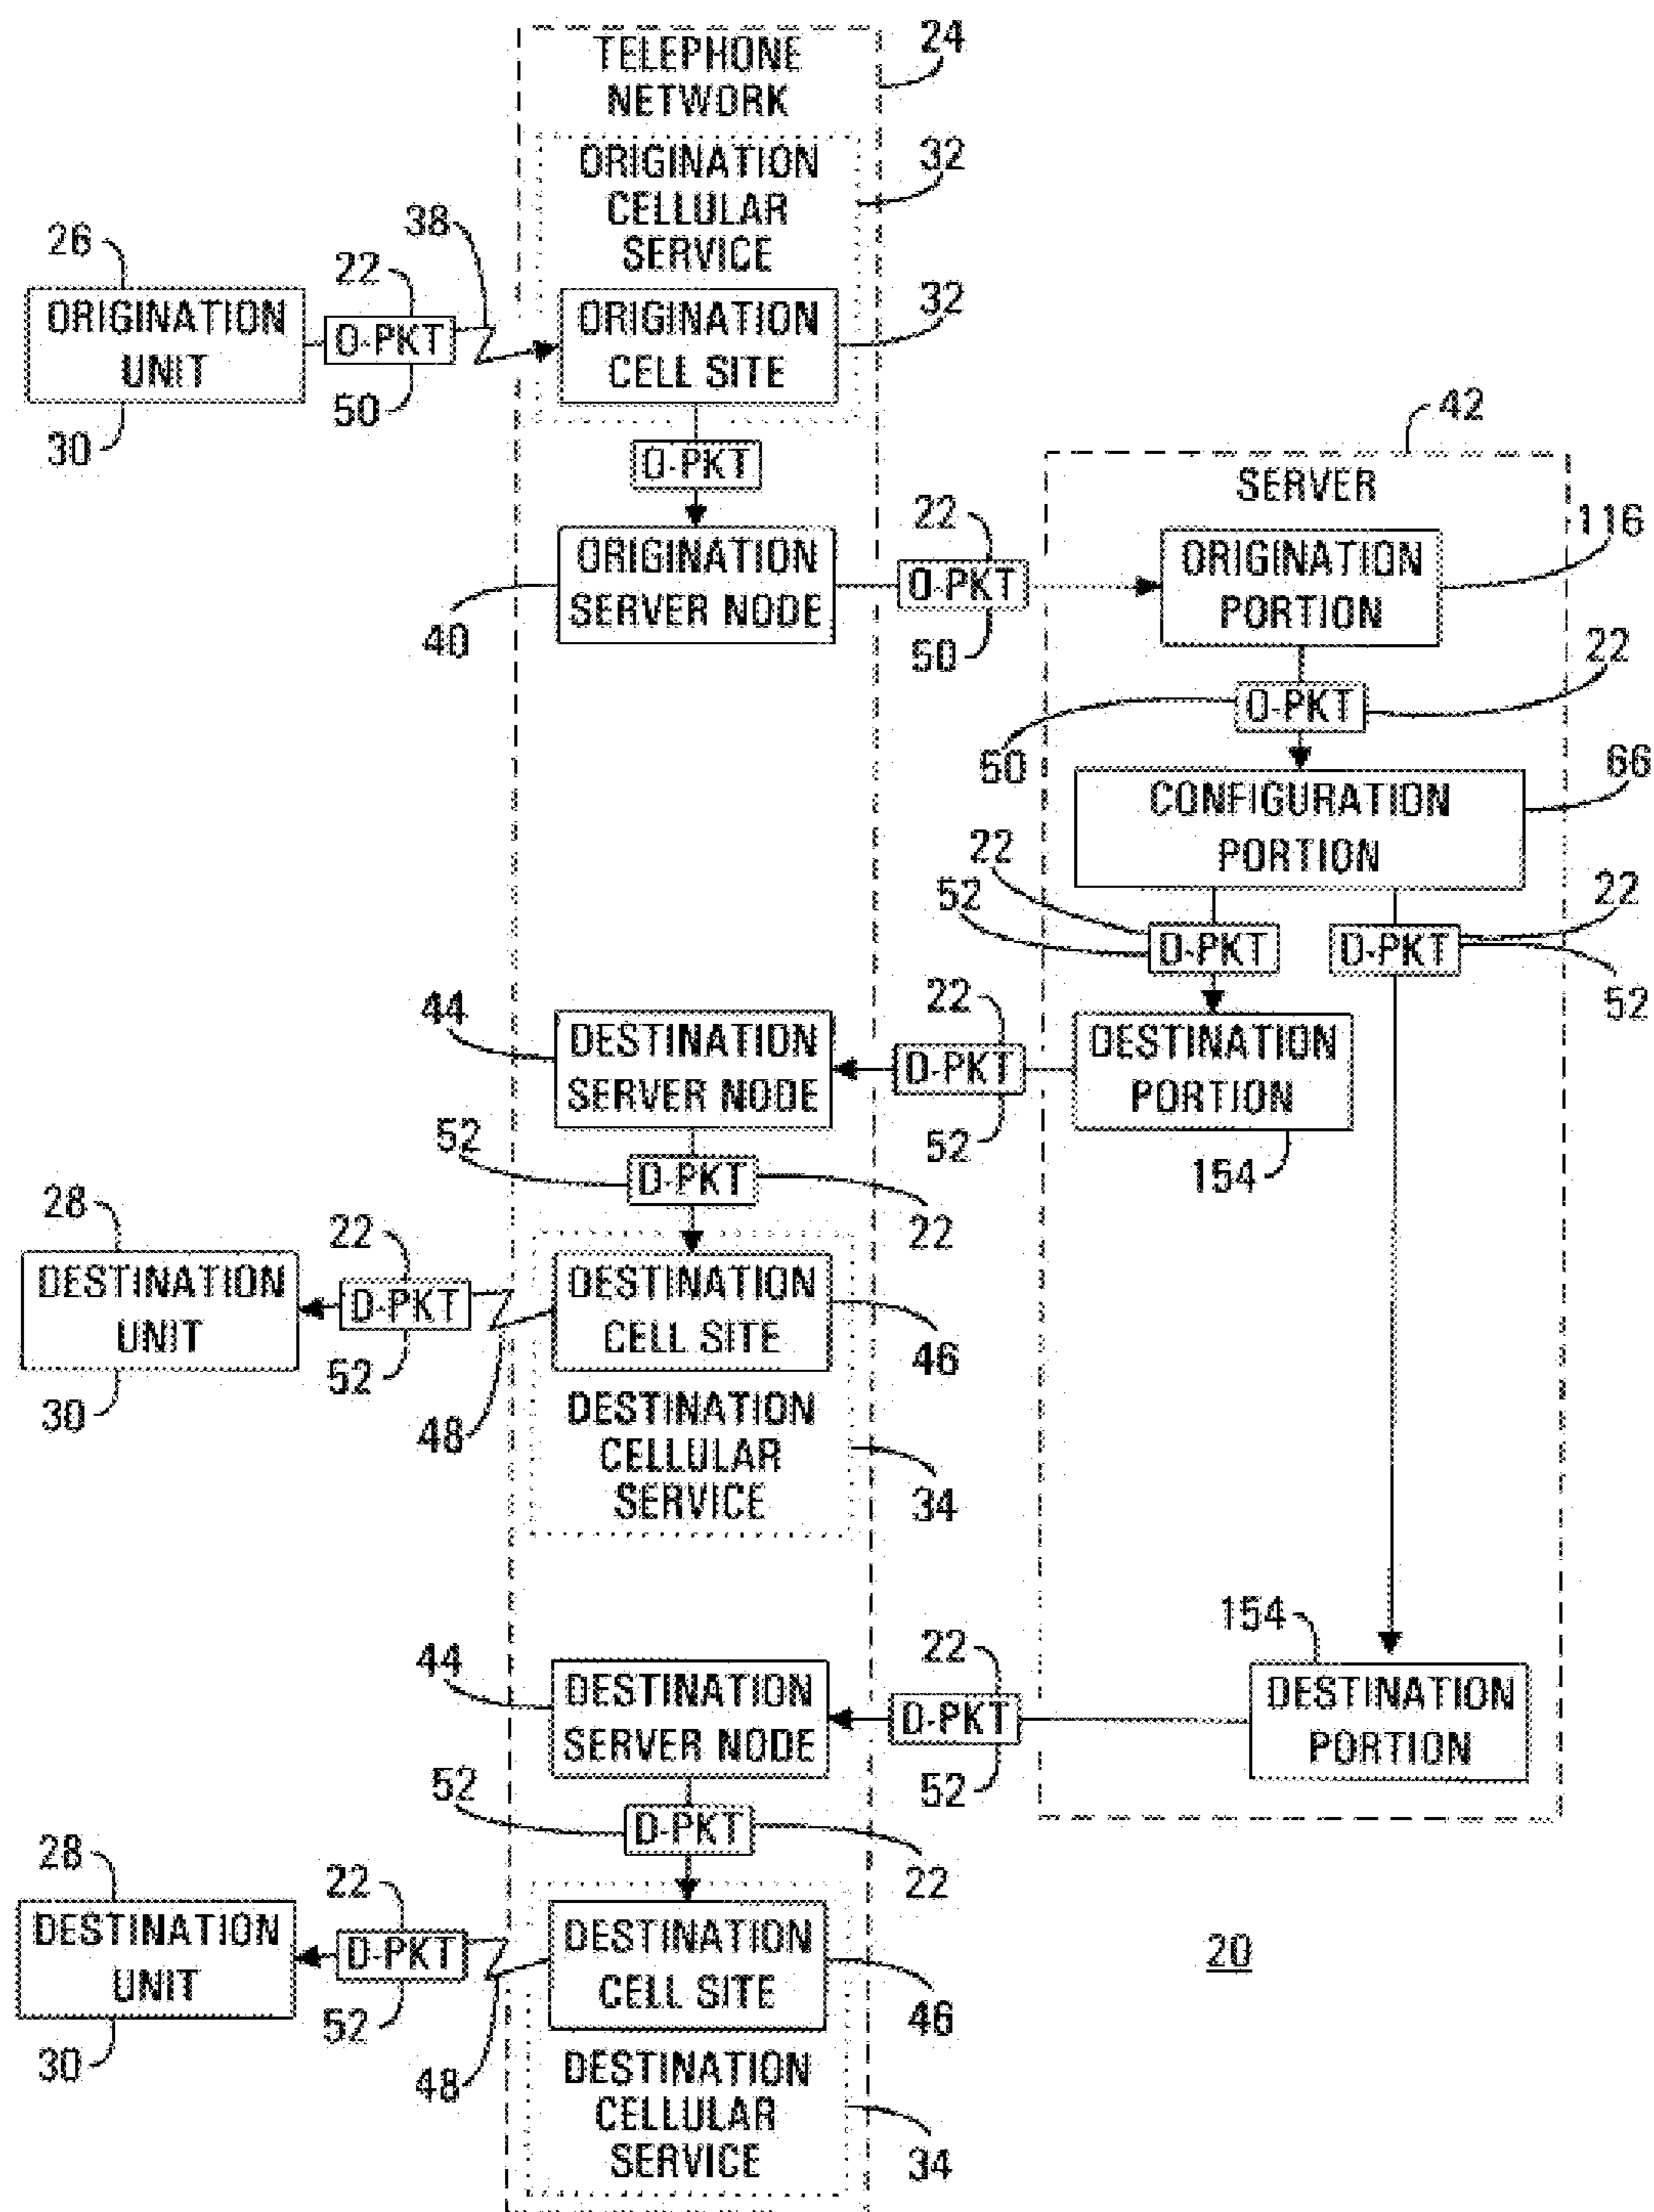 TELEPHONE
NETWORK
24
ORIGINATION
CELLULAR
SERVICE
32
38
26
22
ORIGINATION
UNIT
O-PKT
ORIGINATION
CELL SITE
32
30
50
42
O-PKT
SERVER
22
116
ORIGINATION
SERVER NODE
O-PKT
ORIGINATION
PORTION
40
50
22
O-PKT
50
66
CONFIGURATION
PORTION
22
52
22
D-PKT
D-PKT
52
44
22
DESTINATION
SERVER NODE
D-PKT
DESTINATION
PORTION
52
52
154
D-PKT
22
28
22
DESTINATION
UNIT
D-PKT
DESTINATION
CELL SITE
46
30
52
48
DESTINATION
CELLULAR
SERVICE
34
154
44
22
DESTINATION
SERVER NODE
D-PKT
DESTINATION
PORTION
52
52
D-PKT
22
28
22
DESTINATION
UNIT
D-PKT
DESTINATION
CELL SITE
46
20
30
52
48
DESTINATION
CELLULAR
SERVICE
34